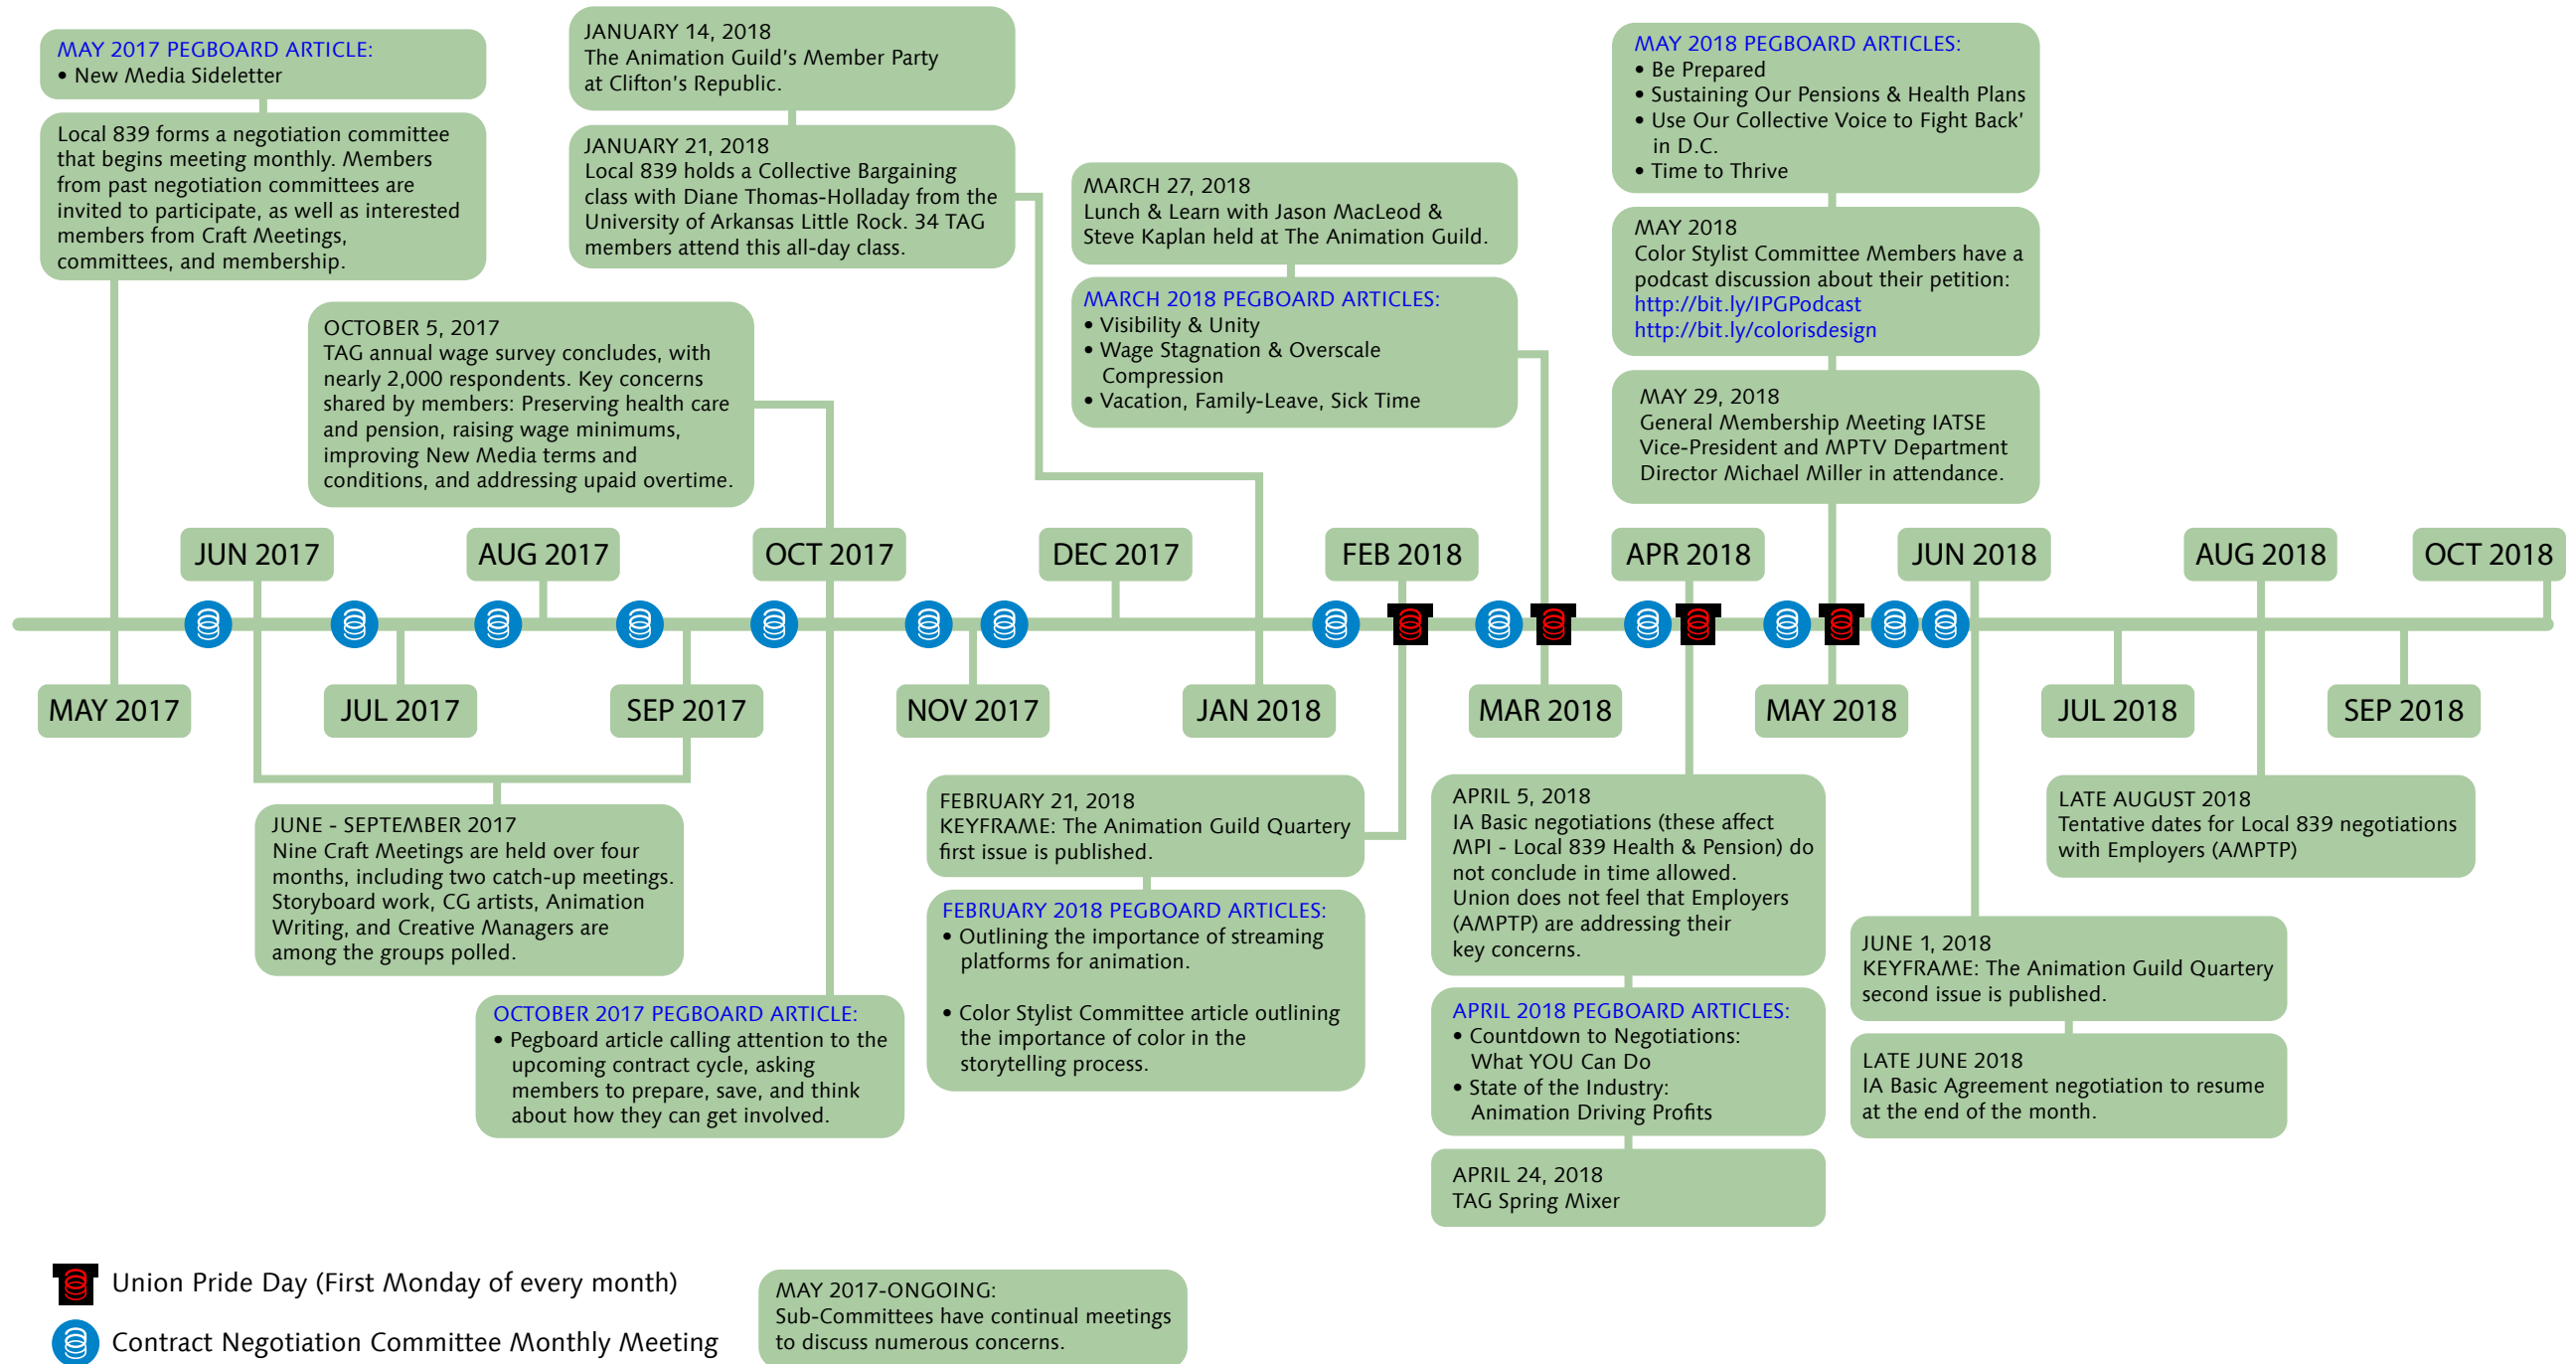 MAY 2017 PEGBOARD ARTICLE:
• New Media Sideletter
Local 839 forms a negotiation committee
that begins meeting monthly. Members
from past negotiation committees are
invited to participate, as well as interested
members from Craft Meetings,
committees, and membership.
JANUARY 14, 2018
The Animation Guild's Member Party
at Clifton's Republic.
JANUARY 21, 2018
Local 839 holds a Collective Bargaining
class with Diane Thomas-Holladay from the
University of Arkansas Little Rock. 34 TAG
members attend this all-day class.
OCTOBER 5, 2017
TAG annual wage survey concludes, with
nearly 2,000 respondents. Key concerns
shared by members: Preserving health care
and pension, raising wage minimums,
improving New Media terms and
conditions, and addressing upaid overtime.
MARCH 27, 2018
Lunch & Learn with Jason MacLeod &
Steve Kaplan held at The Animation Guild.
MARCH 2018 PEGBOARD ARTICLES:
• Visibility & Unity
• Wage Stagnation & Overscale
Compression
• Vacation, Family-Leave, Sick Time
MAY 2018 PEGBOARD ARTICLES:
• Be Prepared
• Sustaining Our Pensions & Health Plans
• Use Our Collective Voice to Fight Back'
in D.C.
• Time to Thrive
MAY 2018
Color Stylist Committee Members have a
podcast discussion about their petition:
http://bit.ly/IPGPodcast
http://bit.ly/colorisdesign
MAY 29, 2018
General Membership Meeting IATSE
Vice-President and MPTV Department
Director Michael Miller in attendance.
JUN 2017
AUG 2017
OCT 2017
DEC 2017
FEB 2018
APR 2018
JUN 2018
AUG 2018
OCT 2018
MAY 2017
JUL 2017
SEP 2017
NOV 2017
JAN 2018
MAR 2018
MAY 2018
JUL 2018
SEP 2018
JUNE - SEPTEMBER 2017
Nine Craft Meetings are held over four
months, including two catch-up meetings.
Storyboard work, CG artists, Animation
Writing, and Creative Managers are
among the groups polled.
OCTOBER 2017 PEGBOARD ARTICLE:
• Pegboard article calling attention to the
upcoming contract cycle, asking
members to prepare, save, and think
about how they can get involved.
FEBRUARY 21, 2018
KEYFRAME: The Animation Guild Quartery
first issue is published.
FEBRUARY 2018 PEGBOARD ARTICLES:
• Outlining the importance of streaming
platforms for animation.
• Color Stylist Committee article outlining
the importance of color in the
storytelling process.
APRIL 5, 2018
IA Basic negotiations (these affect
MPI - Local 839 Health & Pension) do
not conclude in time allowed.
Union does not feel that Employers
(AMPTP) are addressing their
key concerns.
APRIL 2018 PEGBOARD ARTICLES:
• Countdown to Negotiations:
What YOU Can Do
• State of the Industry:
Animation Driving Profits
APRIL 24, 2018
TAG Spring Mixer
LATE AUGUST 2018
Tentative dates for Local 839 negotiations
with Employers (AMPTP)
JUNE 1, 2018
KEYFRAME: The Animation Guild Quartery
second issue is published.
LATE JUNE 2018
IA Basic Agreement negotiation to resume
at the end of the month.
Union Pride Day (First Monday of every month)
Contract Negotiation Committee Monthly Meeting
MAY 2017-ONGOING:
Sub-Committees have continual meetings
to discuss numerous concerns.